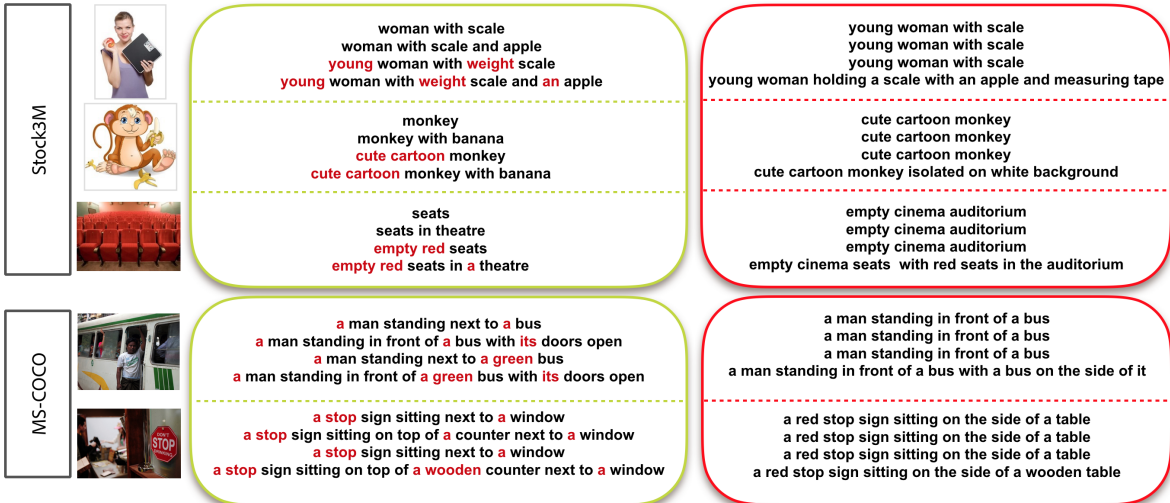 Stock3M
woman with scale
woman with scale and apple
young woman with weight scale
young woman with weight scale and an apple
young woman with scale
young woman with scale
young woman with scale
young woman holding a scale with an apple and measuring tape
monkey
monkey with banana
cute cartoon monkey
cute cartoon monkey with banana
cute cartoon monkey
cute cartoon monkey
cute cartoon monkey
cute cartoon monkey isolated on white background
seats
seats in theatre
empty red seats
empty red seats in a theatre
empty cinema auditorium
empty cinema auditorium
empty cinema auditorium
empty cinema seats with red seats in the auditorium
MS-COCO
a man standing next to a bus
a man standing in front of a bus with its doors open
a man standing next to a green bus
a man standing in front of a green bus with its doors open
a man standing in front of a bus
a man standing in front of a bus
a man standing in front of a bus
a man standing in front of a bus with a bus on the side of it
STOP
a stop sign sitting next to a window
a stop sign sitting on top of a counter next to a window
a stop sign sitting next to a window
a stop sign sitting on top of a wooden counter next to a window
a red stop sign sitting on the side of a table
a red stop sign sitting on the side of a table
a red stop sign sitting on the side of a table
a red stop sign sitting on the side of a wooden table